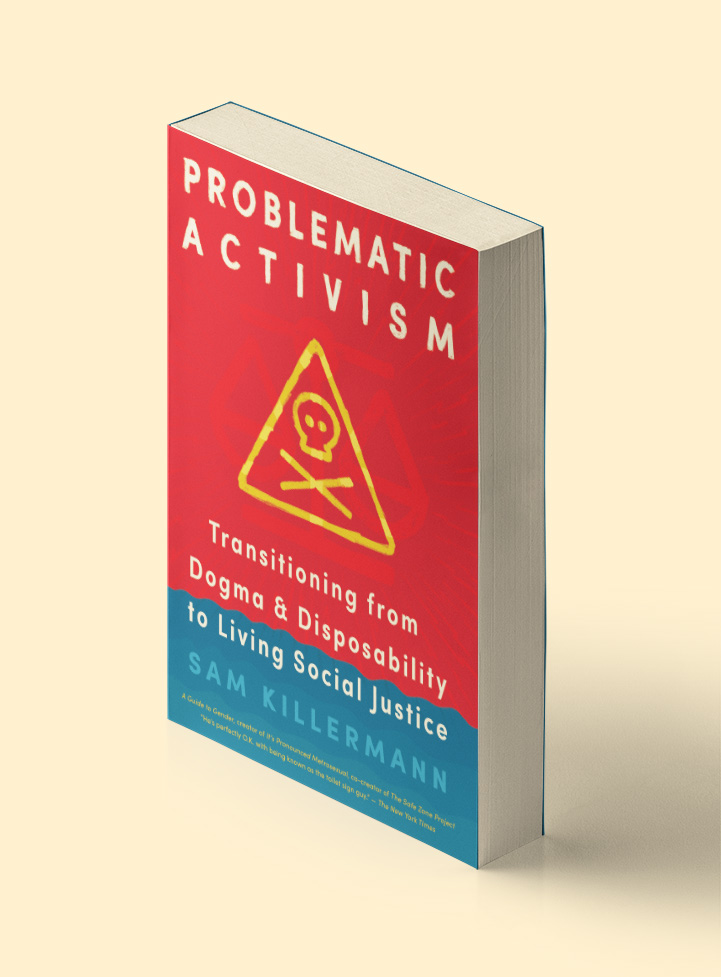 PROBLEMATIC
ACTIVISM
Transitioning from
Dogma & Disposability
to Living Social Justice
SAM KILLERMANN
A Guide to Gender, creator of It's Pronounced Metrosexual, co-creator of The Safe Zone Project
"He's perfectly O.K. with being known as the toilet sign guy." — The New York Times